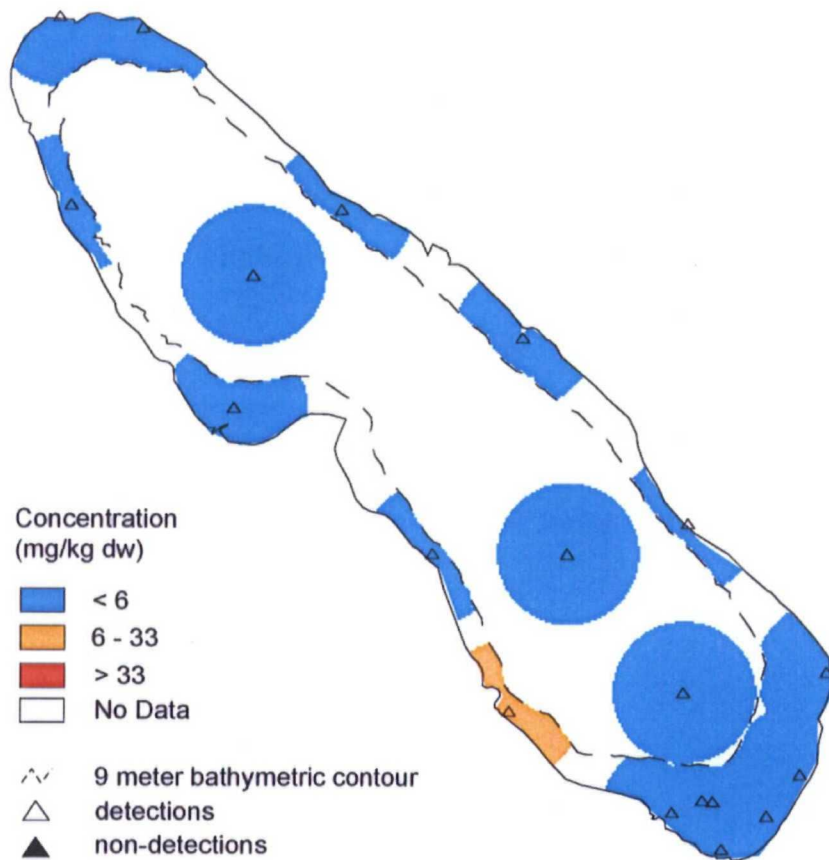 Concentration
(mg/kg dw)
< 6
6 - 33
> 33
No Data
9 meter bathymetric contour
detections
non-detections